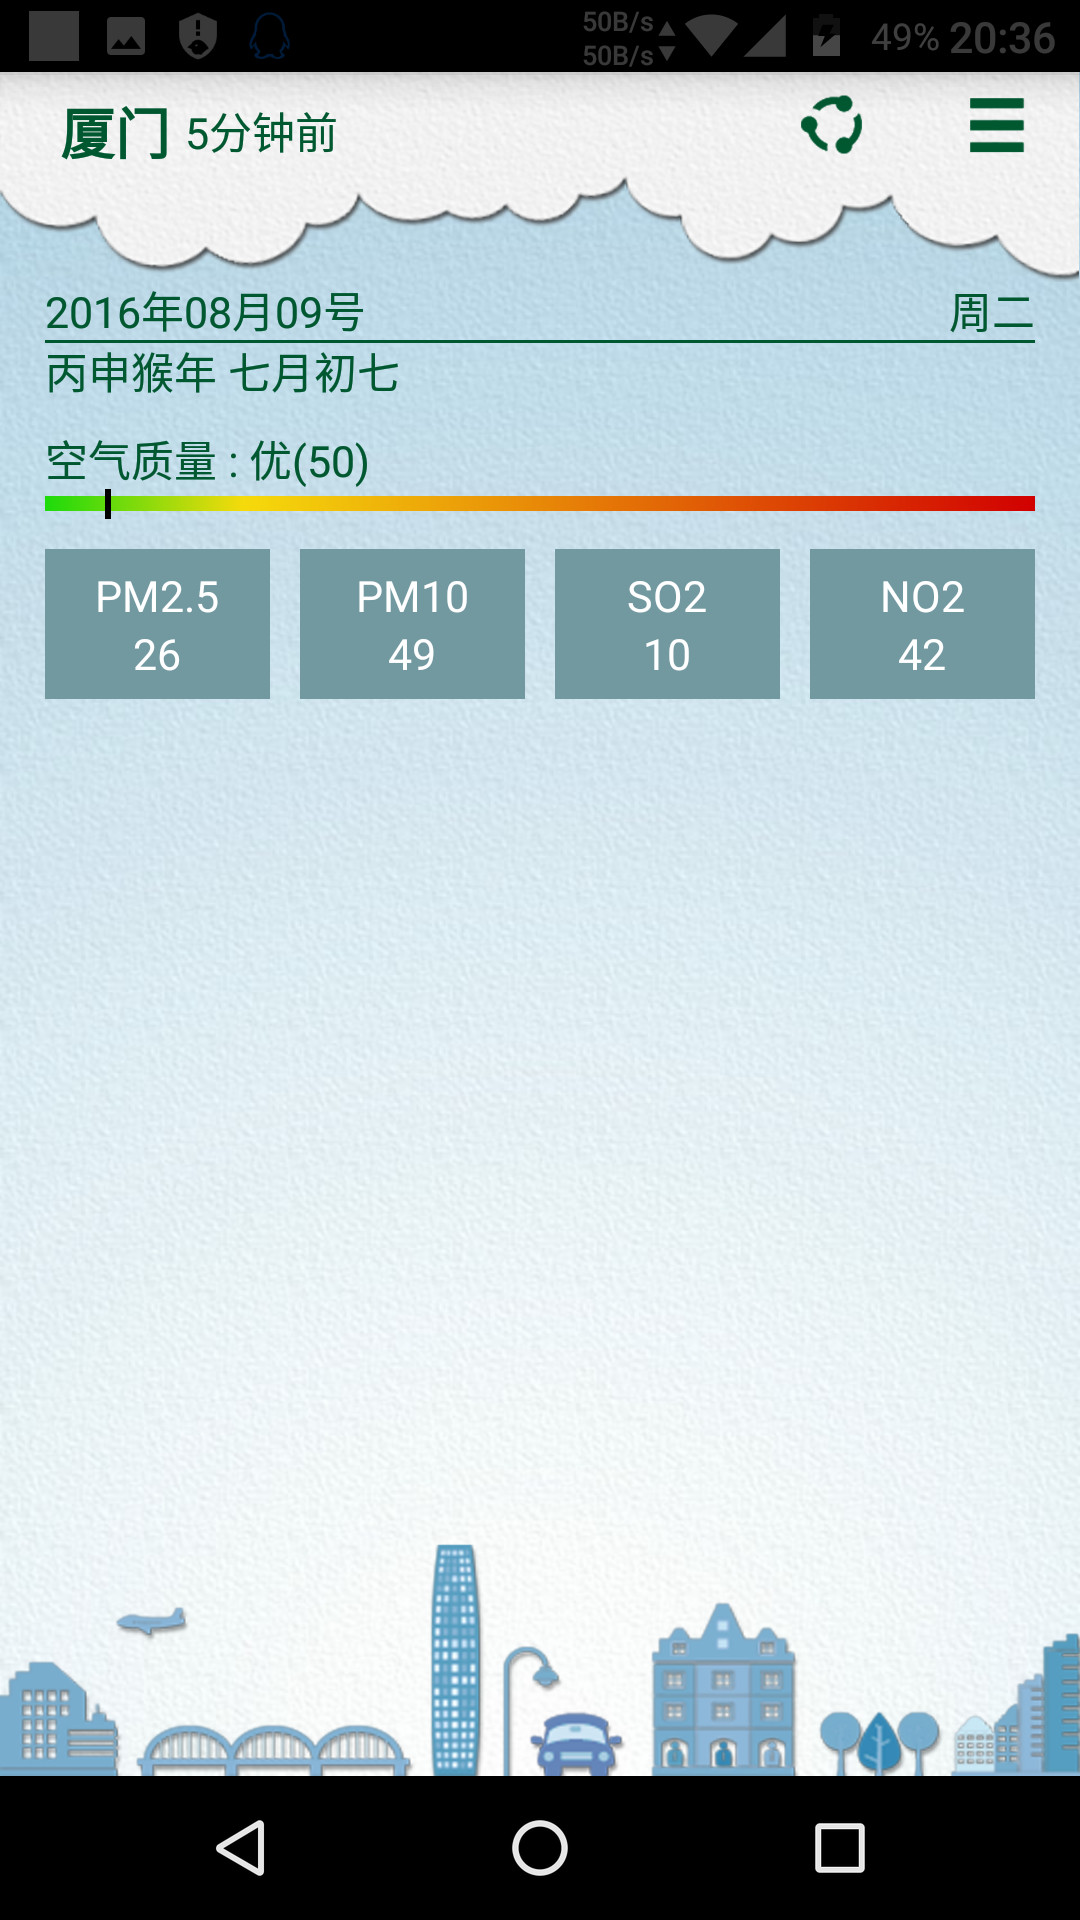 50B/s
50B/s
49% 20:36
厦门 5分钟前
2016年08月09号 周二
丙申猴年 七月初七
空气质量 : 优(50)
PM2.5 PM10 SO2 NO2
26 49 10 42